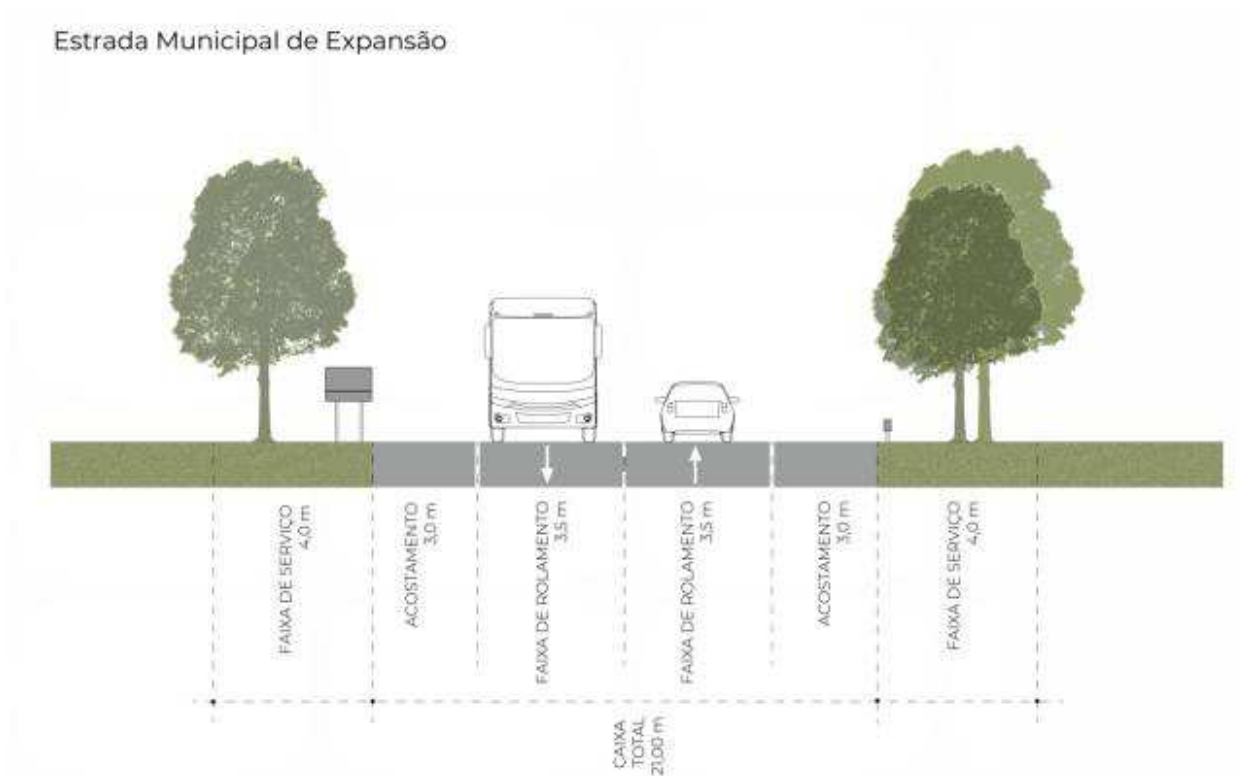 Estrada Municipal de Expansão
FAIXA DE SERVIÇO
4,0 m
ACOSTAMENTO
3,0 m
FAIXA DE ROLAMENTO
3,5 m
FAIXA DE ROLAMENTO
3,5 m
ACOSTAMENTO
3,0 m
FAIXA DE SERVIÇO
4,0 m
CAIXA
TOTAL
21,00 m